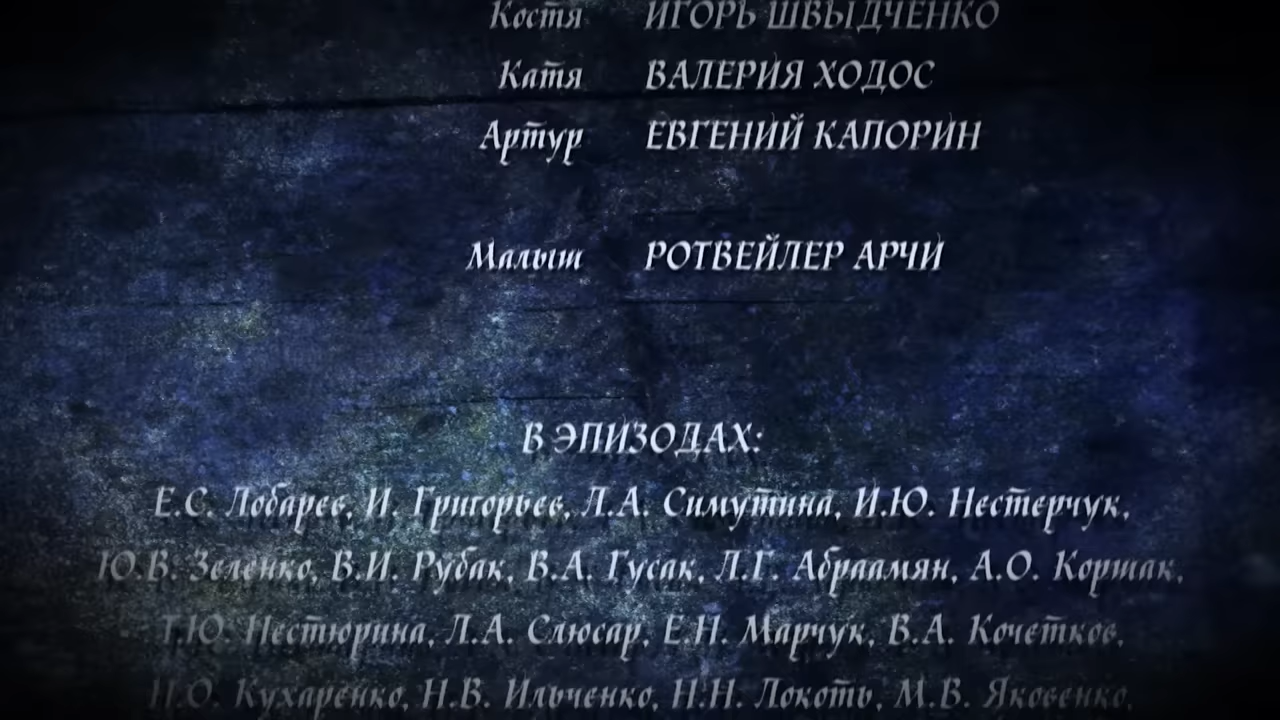 Костя ИГОРЬ ШВЫДЧЕНКО
Катя ВАЛЕРИЯ ХОДОС
Артур ЕВГЕНИЙ КАПОРИН
Малыш РОТВЕЙЛЕР АРЧИ
В ЭПИЗОДАХ:
Е.С. Лобарев, И. Григорьев, Л.А. Симутина, И.Ю. Нестерчук,
Ю.В. Зеленко, В.И. Рубак, В.А. Гусак, Л.Г. Абраамян, А.О. Коршак,
Т.Ю. Нестюрина, Л.А. Слюсар, Е.Н. Марчук, В.А. Кочетков,
Н.О. Кухаренко, Н.В. Ильченко, Н.Н. Локоть, М.В. Яковенко,